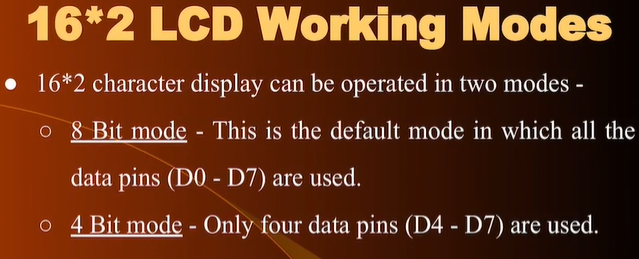 16*2 LCD Working Modes
● 16*2 character display can be operated in two modes -
○ 8 Bit mode - This is the default mode in which all the
data pins (D0 - D7) are used.
○ 4 Bit mode - Only four data pins (D4 - D7) are used.